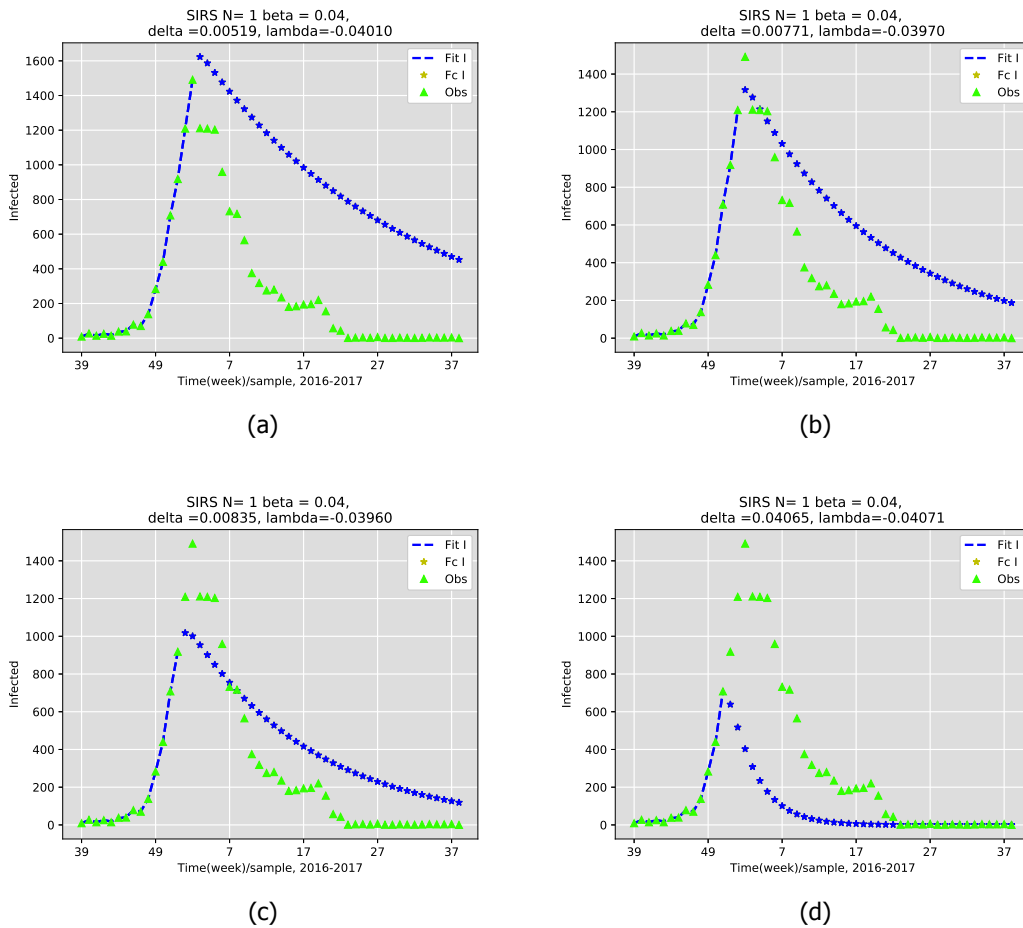 SIRS N= 1 beta = 0.04,
delta =0.00519, lambda=-0.04010
Infected
1600
1400
1200
1000
800
600
400
200
0
Fit I
Fc I
Obs
39 49 7 17 27 37
Time(week)/sample, 2016-2017
(a)
SIRS N= 1 beta = 0.04,
delta =0.00771, lambda=-0.03970
Infected
1400
1200
1000
800
600
400
200
0
Fit I
Fc I
Obs
39 49 7 17 27 37
Time(week)/sample, 2016-2017
(b)
SIRS N= 1 beta = 0.04,
delta =0.00835, lambda=-0.03960
Infected
1400
1200
1000
800
600
400
200
0
Fit I
Fc I
Obs
39 49 7 17 27 37
Time(week)/sample, 2016-2017
(c)
SIRS N= 1 beta = 0.04,
delta =0.04065, lambda=-0.04071
Infected
1400
1200
1000
800
600
400
200
0
Fit I
Fc I
Obs
39 49 7 17 27 37
Time(week)/sample, 2016-2017
(d)